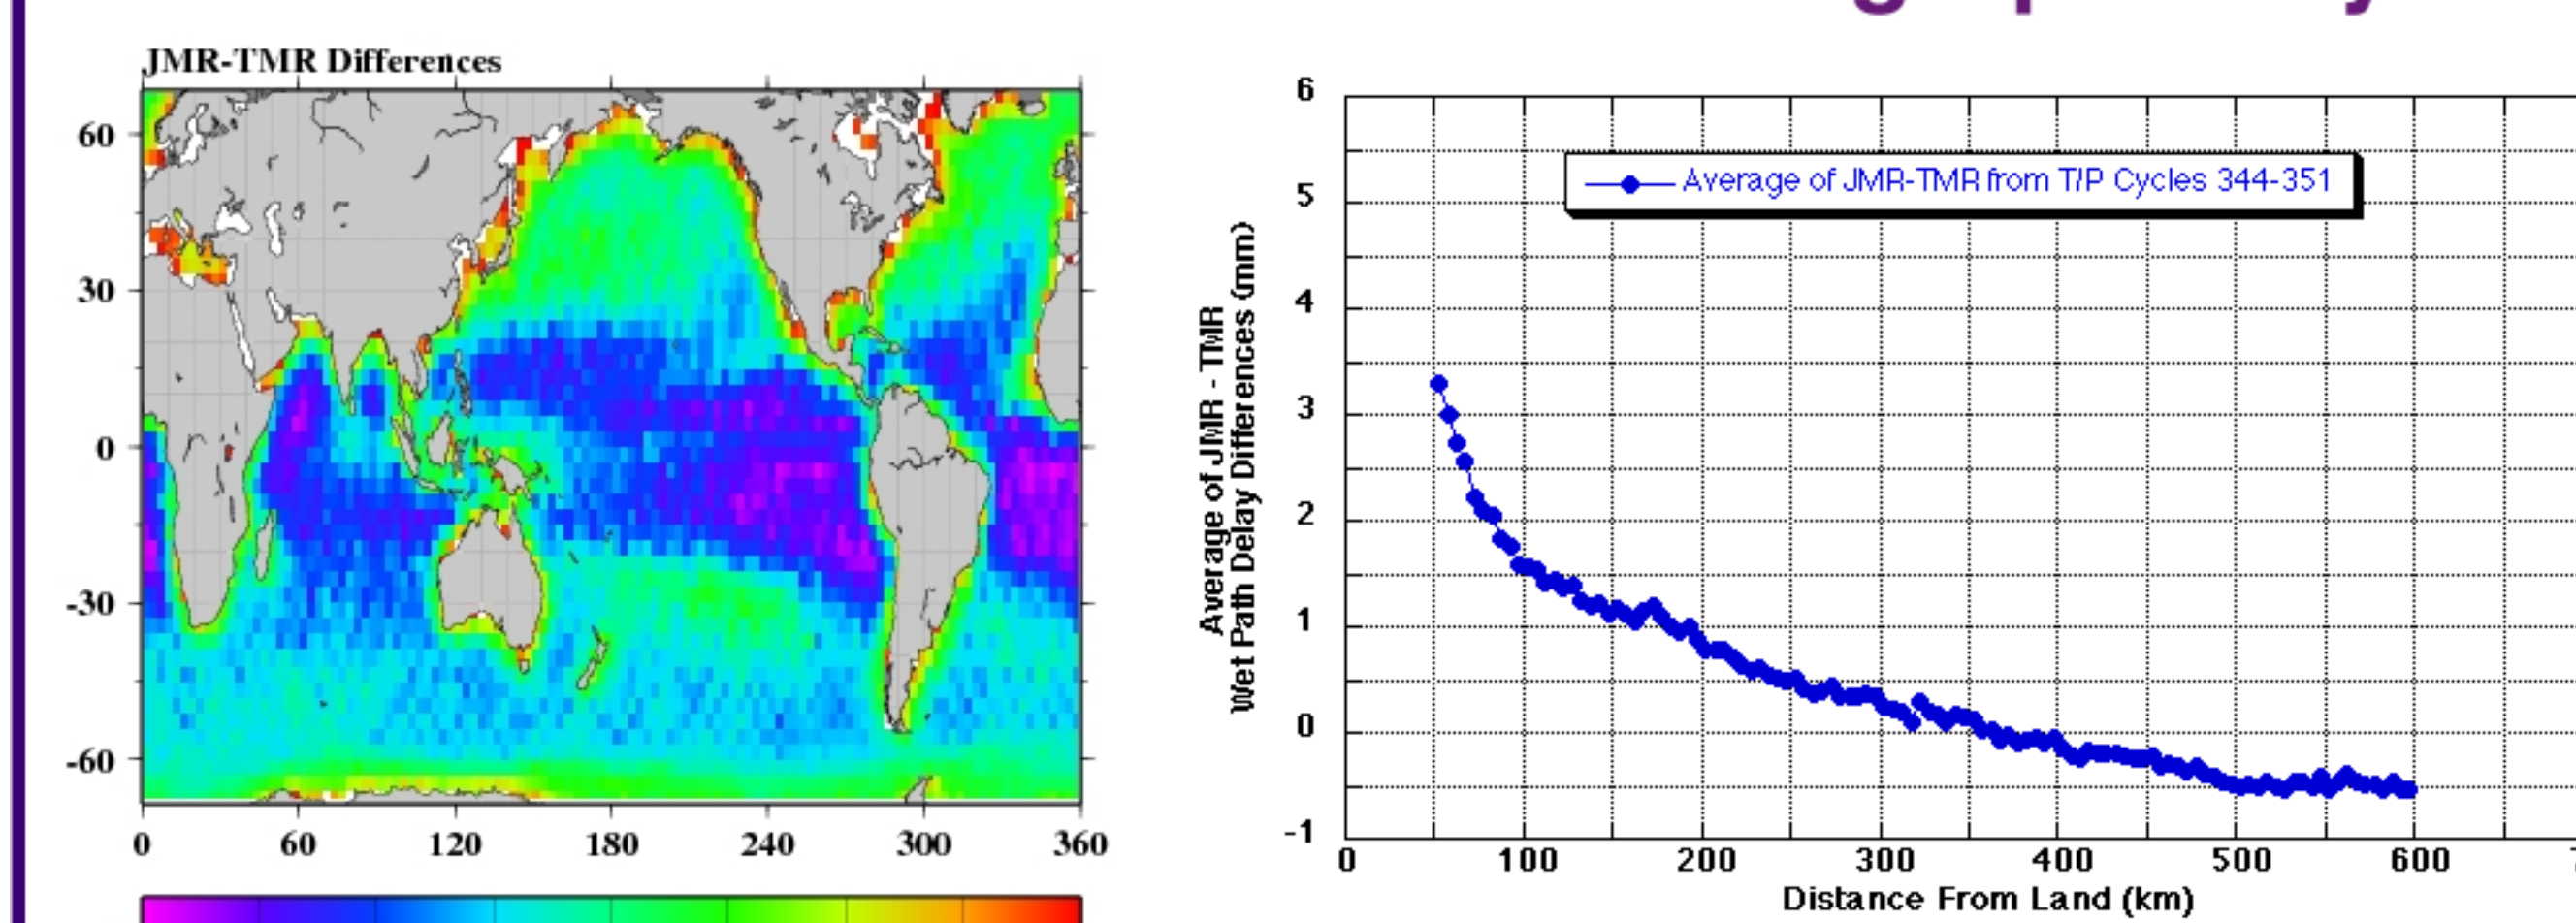 JMR-TMR Differences
60
30
0
-30
-60
0 60 120 180 240 300 360
6
5
4
3
2
1
0
-1
Average of JMR-TMR from T/P Cycles 344-351
Average of JMR - TMR
Wet Path Delay Differences (mm)
0 100 200 300 400 500 600
Distance From Land (km)